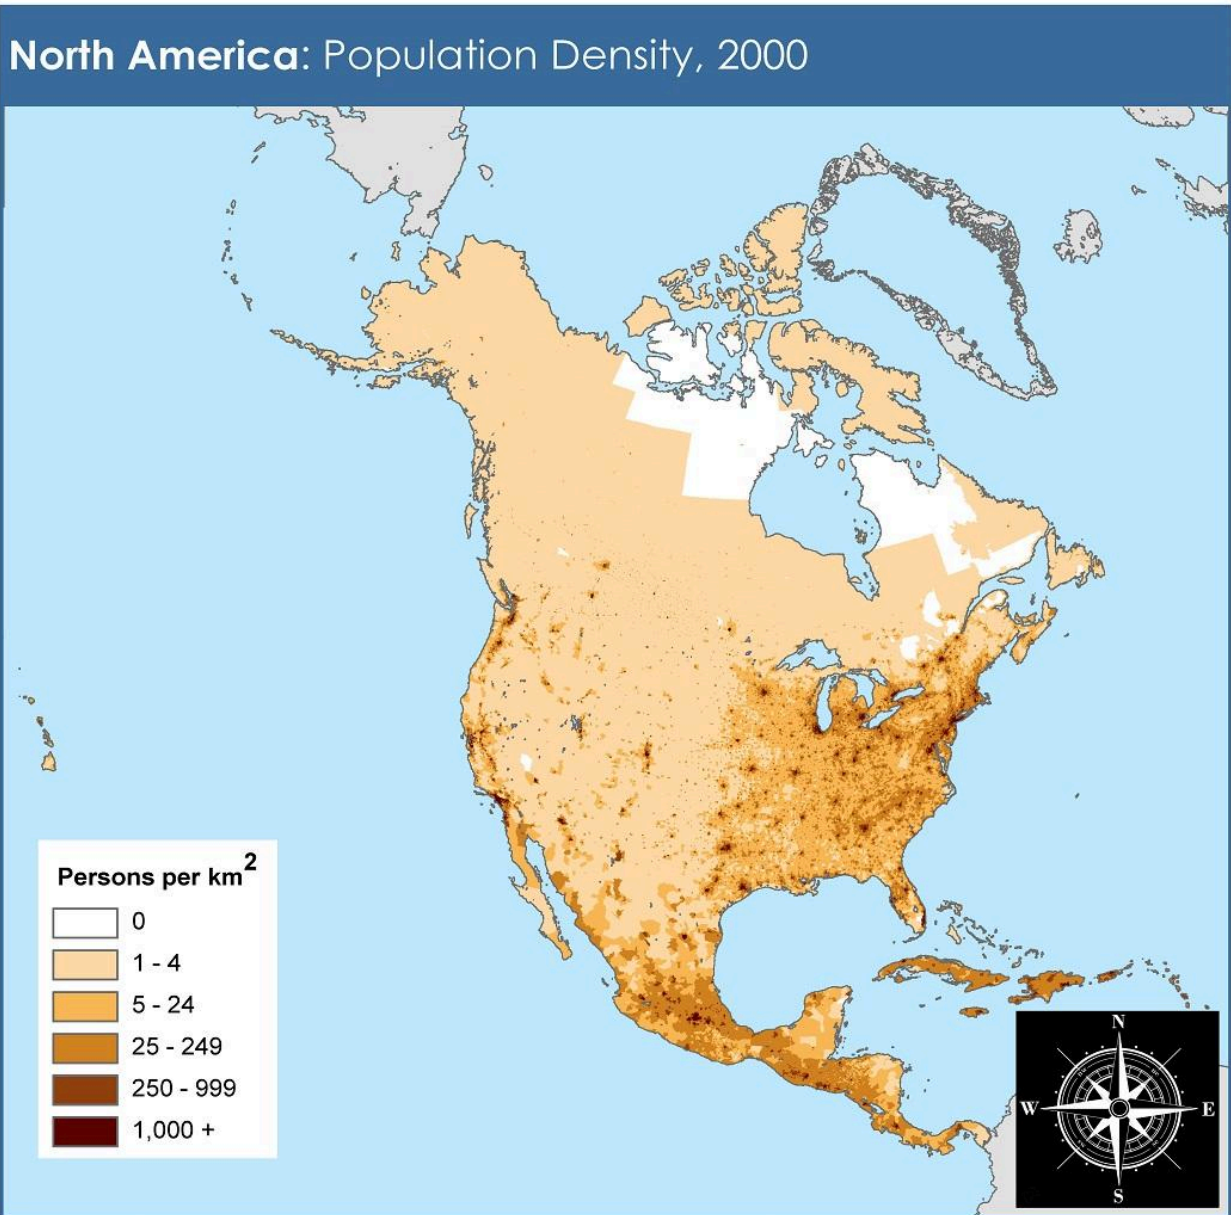 North America: Population Density, 2000
Persons per km²
0
1 - 4
5 - 24
25 - 249
250 - 999
1,000 +
N
W E
S